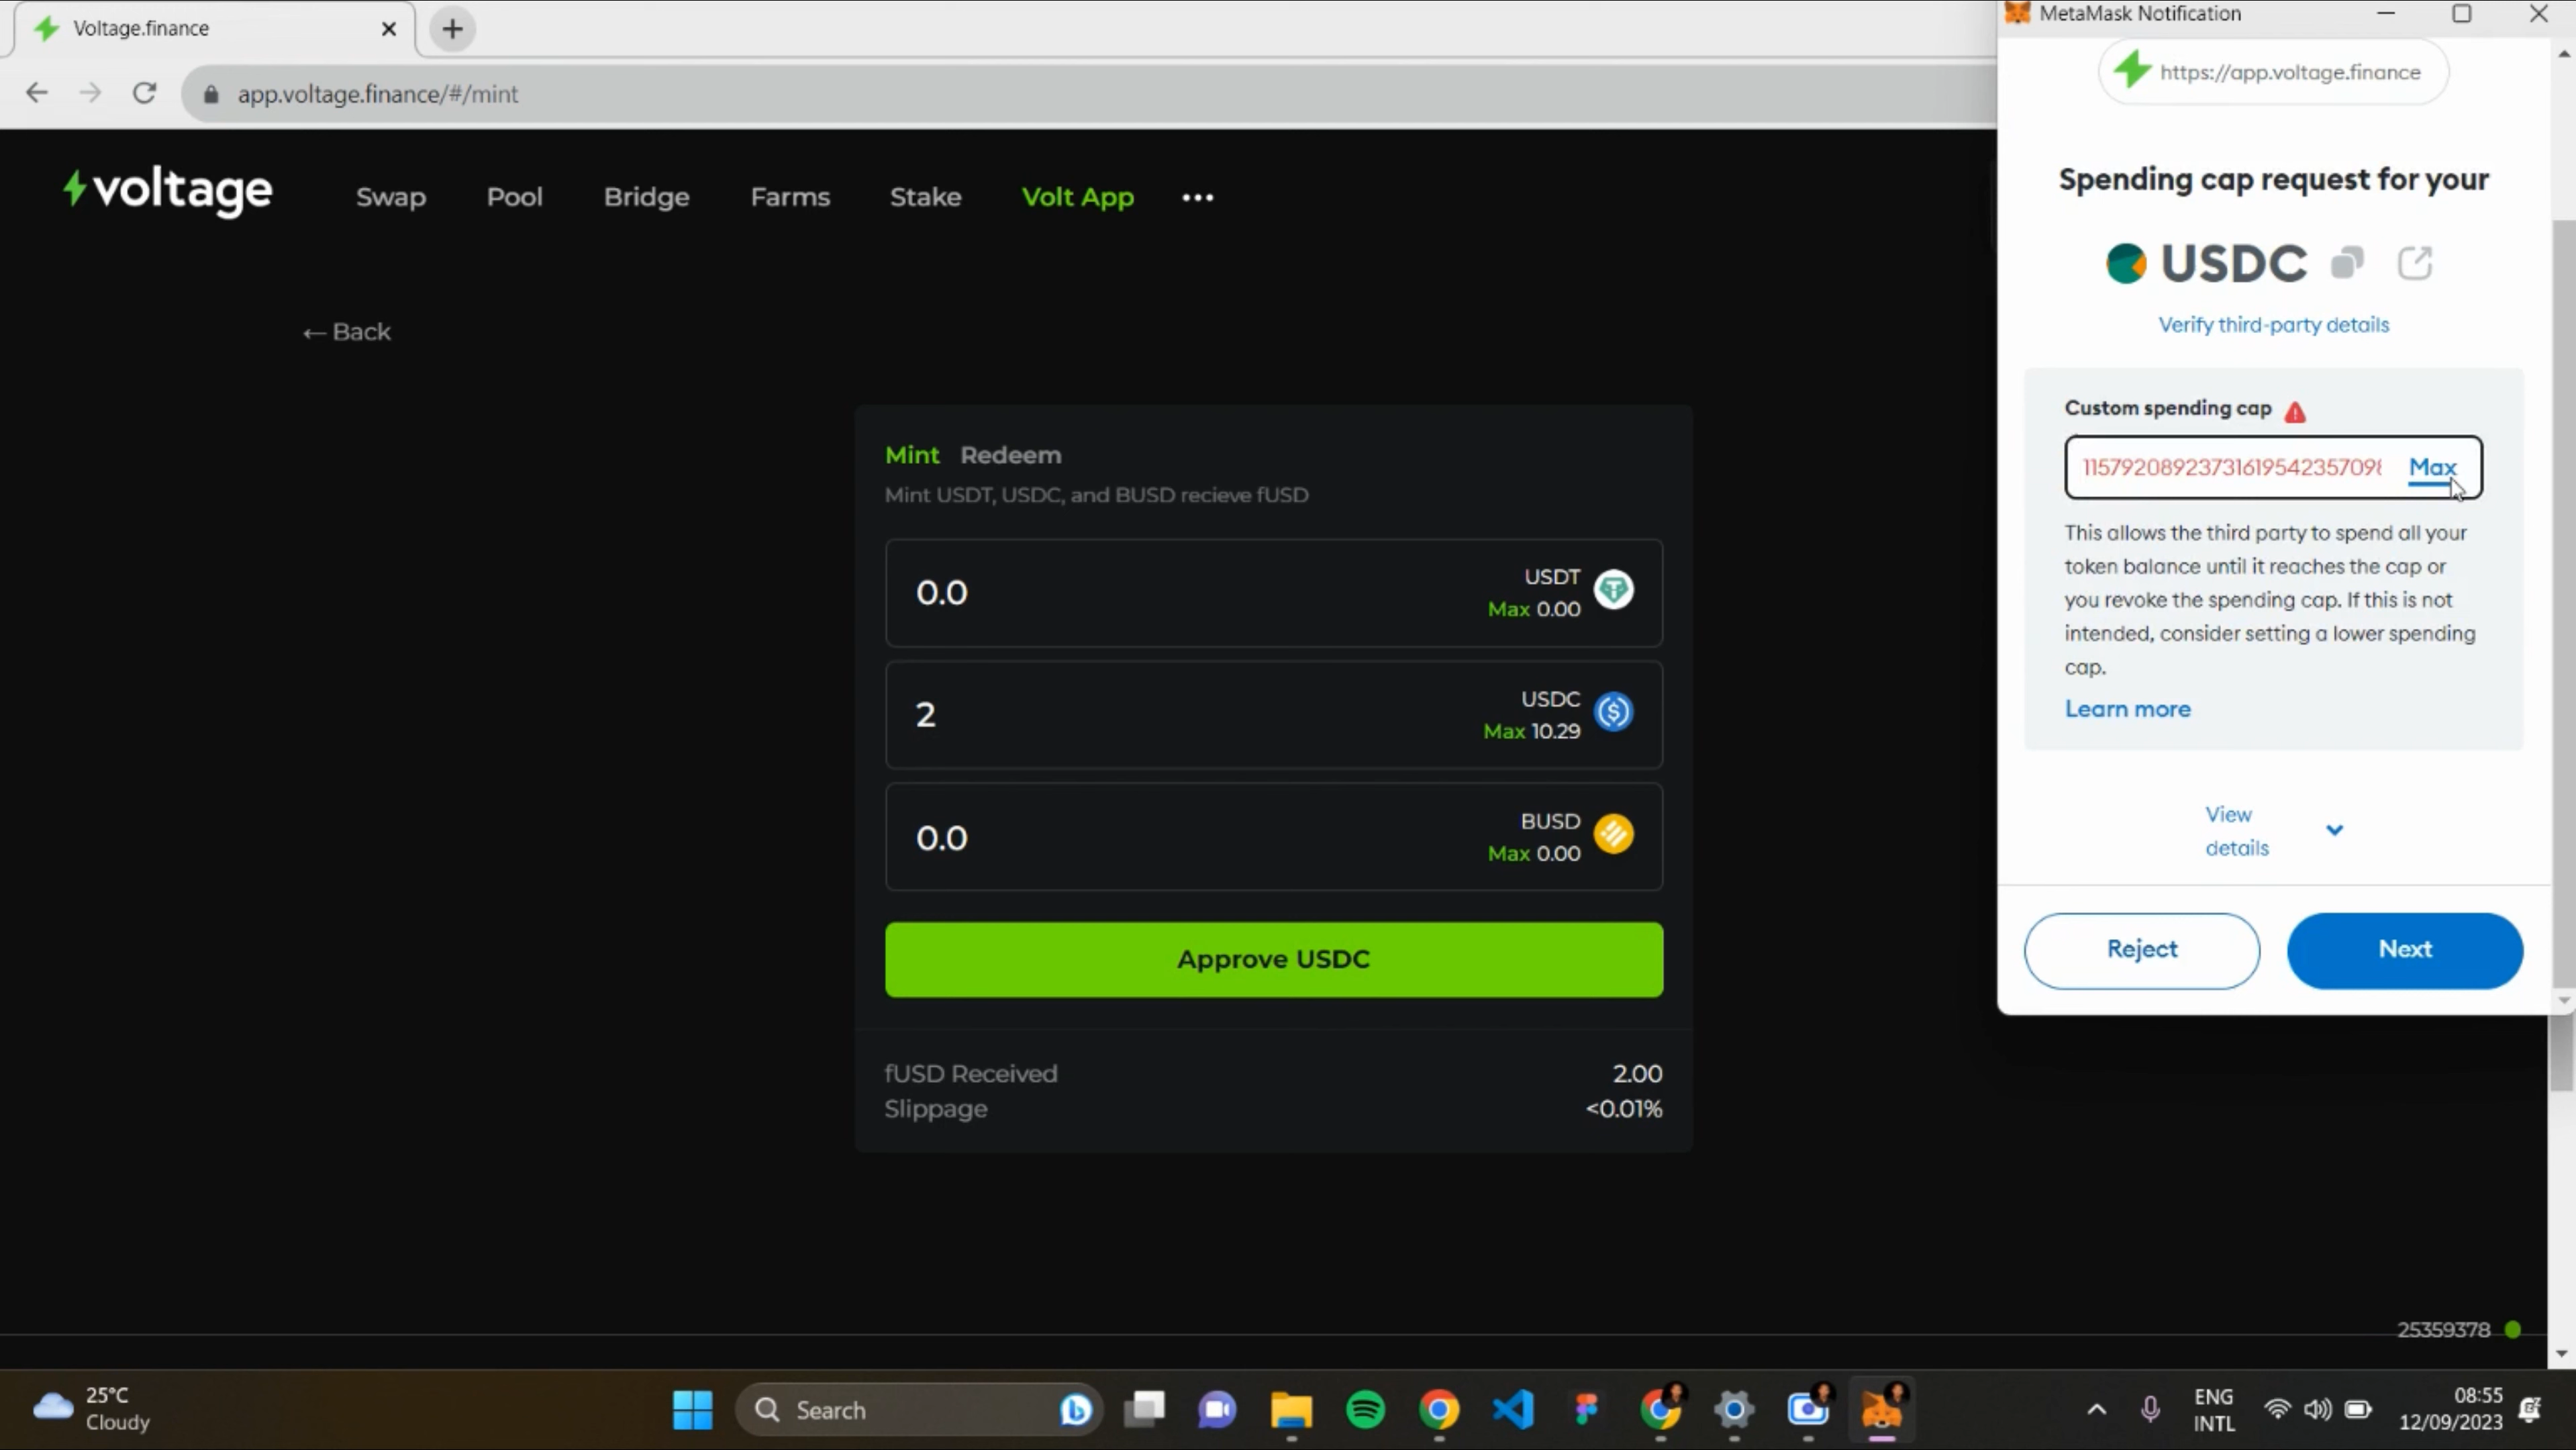 Voltage.finance
app.voltage.finance/#/mint
voltage
Swap
Pool
Bridge
Farms
Stake
Volt App
← Back
Mint Redeem
Mint USDT, USDC, and BUSD recieve fUSD
0.0
USDT
Max 0.00
2
USDC
Max 10.29
0.0
BUSD
Max 0.00
Approve USDC
fUSD Received 2.00
Slippage <0.01%
MetaMask Notification
https://app.voltage.finance
Spending cap request for your
USDC
Verify third-party details
Custom spending cap
Max
This allows the third party to spend all your
token balance until it reaches the cap or
you revoke the spending cap. If this is not
intended, consider setting a lower spending
cap.
Learn more
View
details
Reject
Next
25359378
25°C
Cloudy
Search
ENG
INTL
08:55
12/09/2023